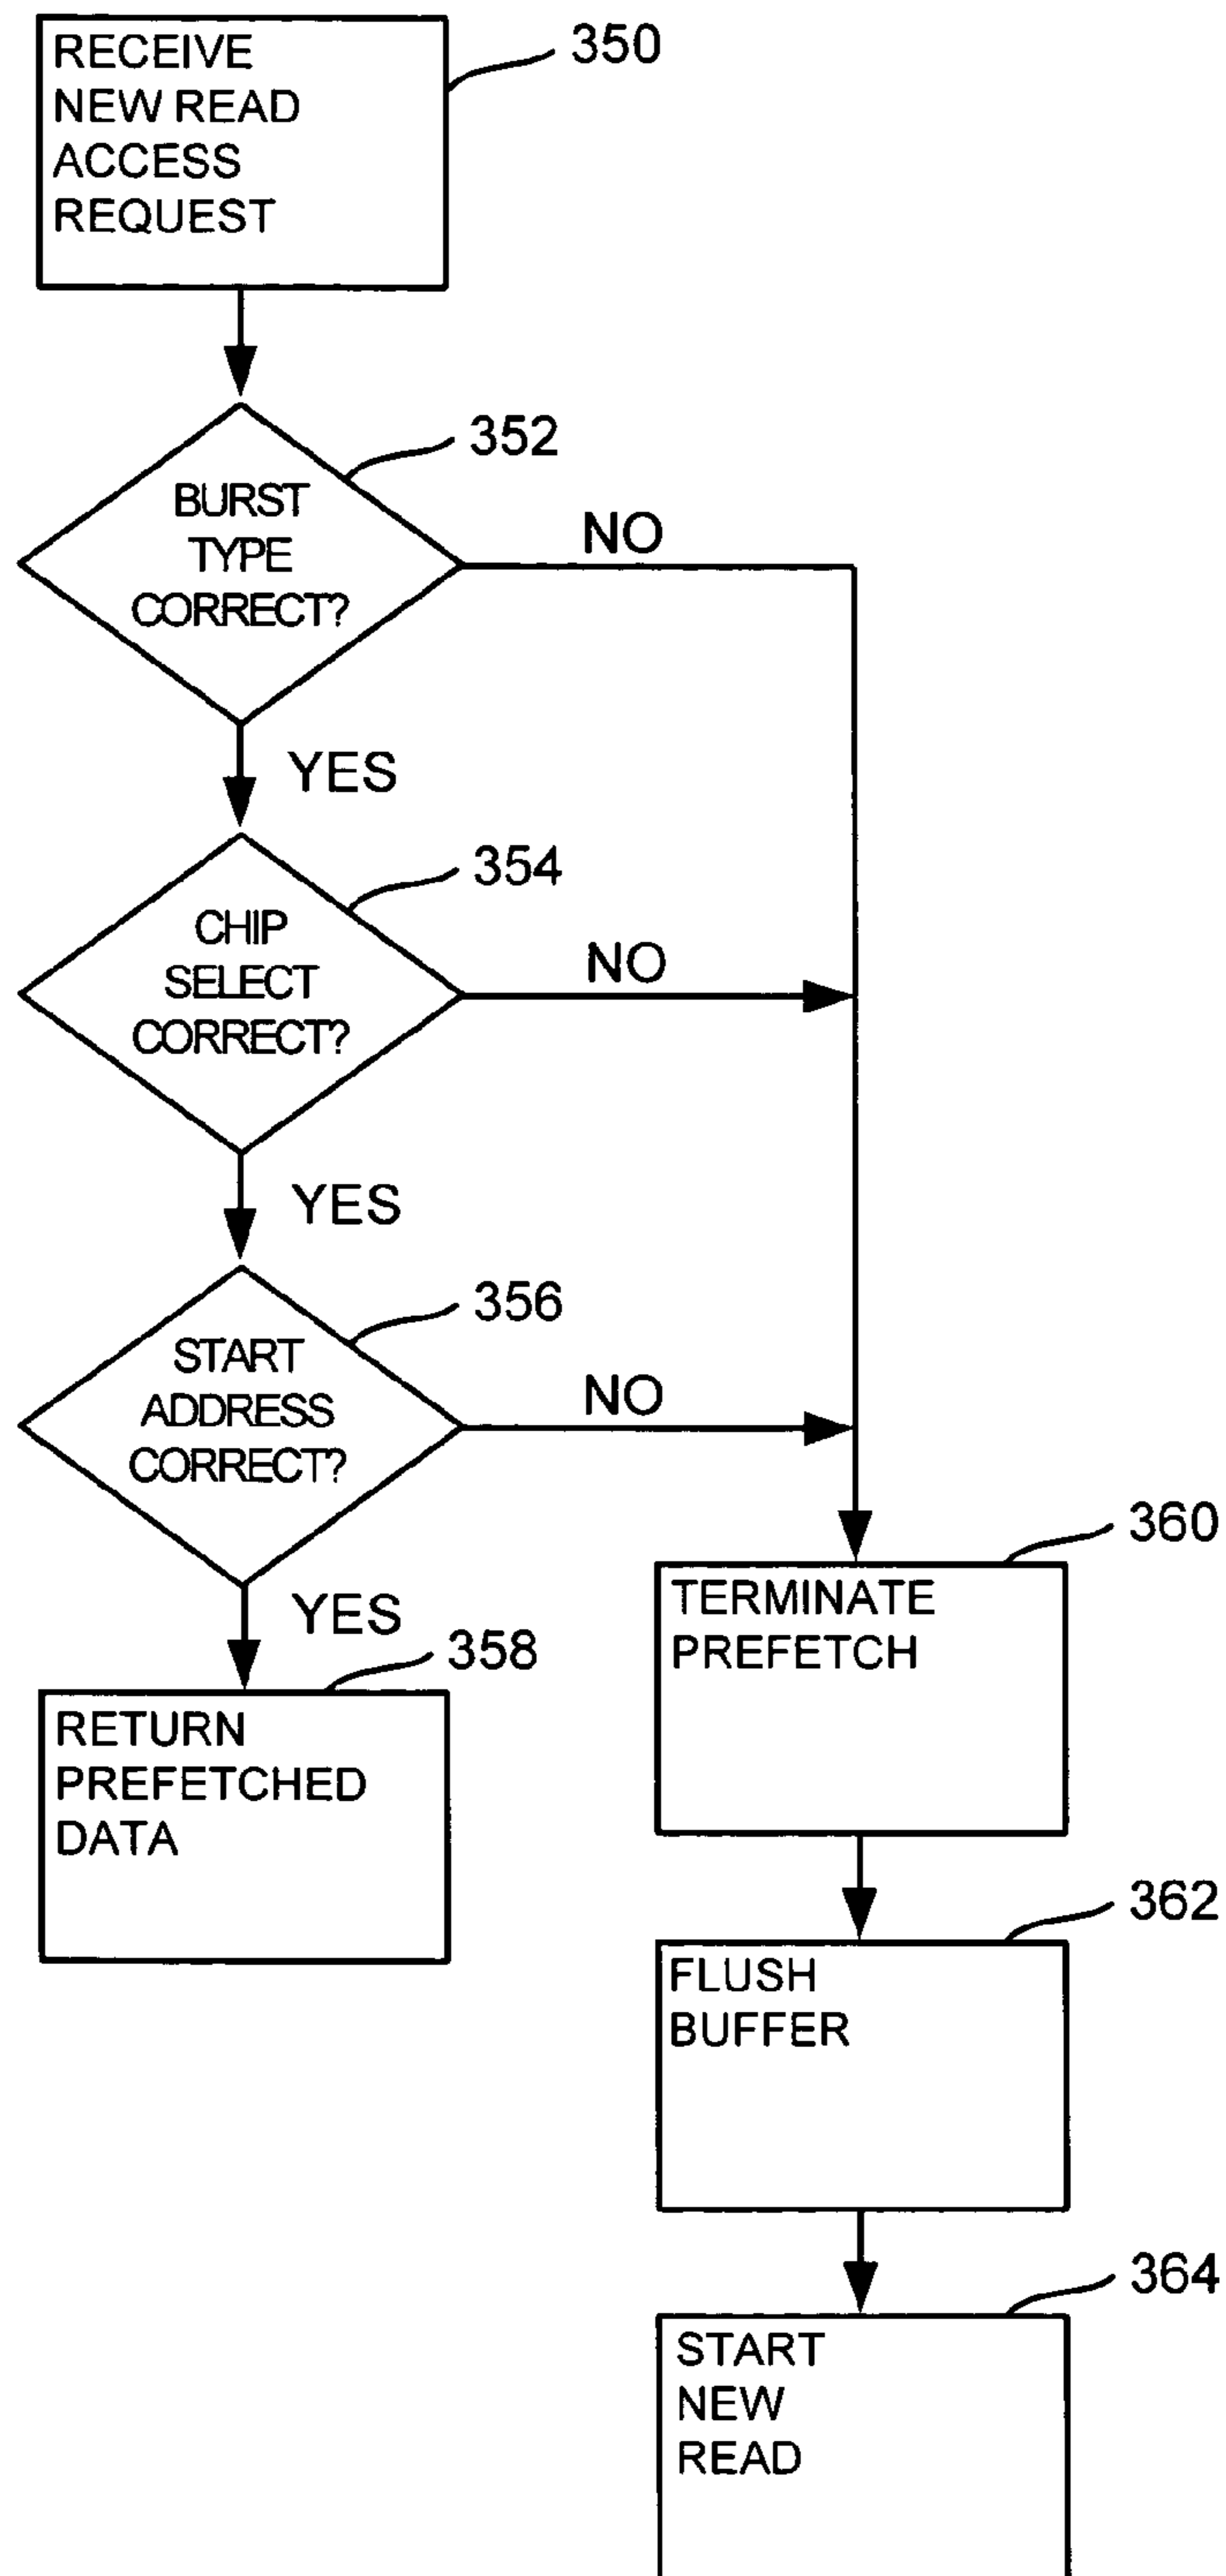 RECEIVE
NEW READ
ACCESS
REQUEST
350
352
BURST
TYPE
CORRECT?
NO
YES
354
CHIP
SELECT
CORRECT?
NO
YES
356
START
ADDRESS
CORRECT?
NO
YES
358
RETURN
PREFETCHED
DATA
360
TERMINATE
PREFETCH
362
FLUSH
BUFFER
364
START
NEW
READ